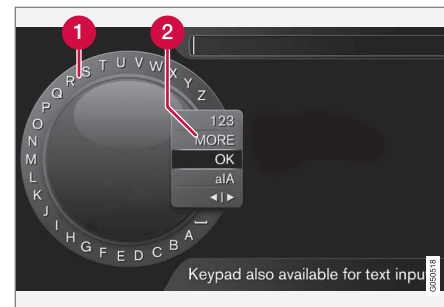 1
2
A B C D E F G H I J K L M N O P Q R S T U V W X Y Z
123
MORE
OK
a|A
◄|►
Keypad also available for text inpu
G050518